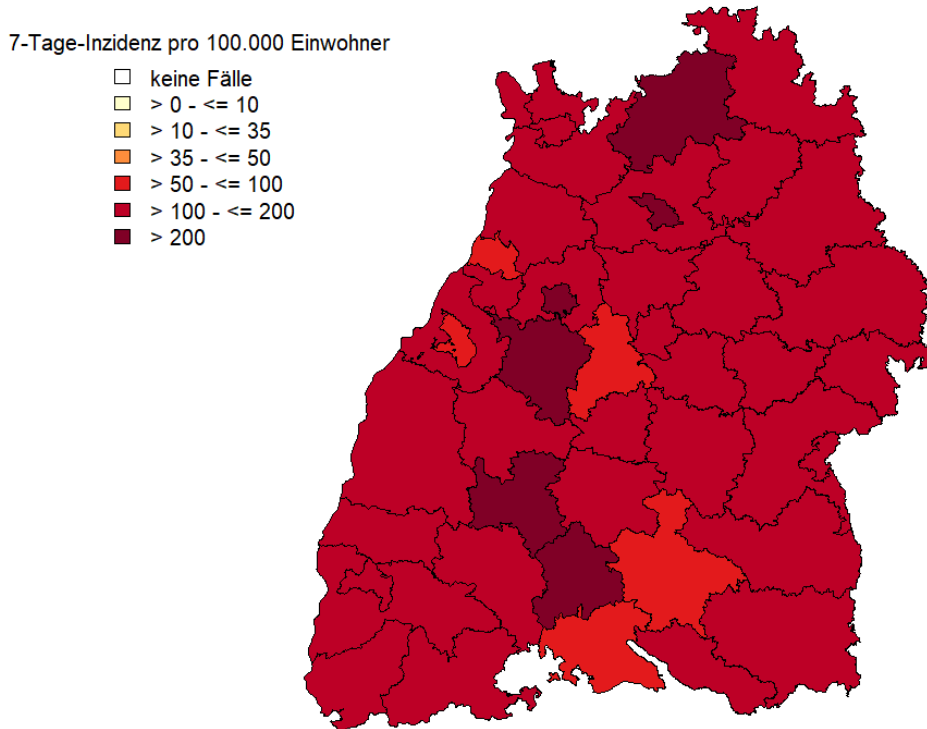 7-Tage-Inzidenz pro 100.000 Einwohner
keine Fälle
> 0 - <= 10
> 10 - <= 35
> 35 - <= 50
> 50 - <= 100
> 100 - <= 200
> 200